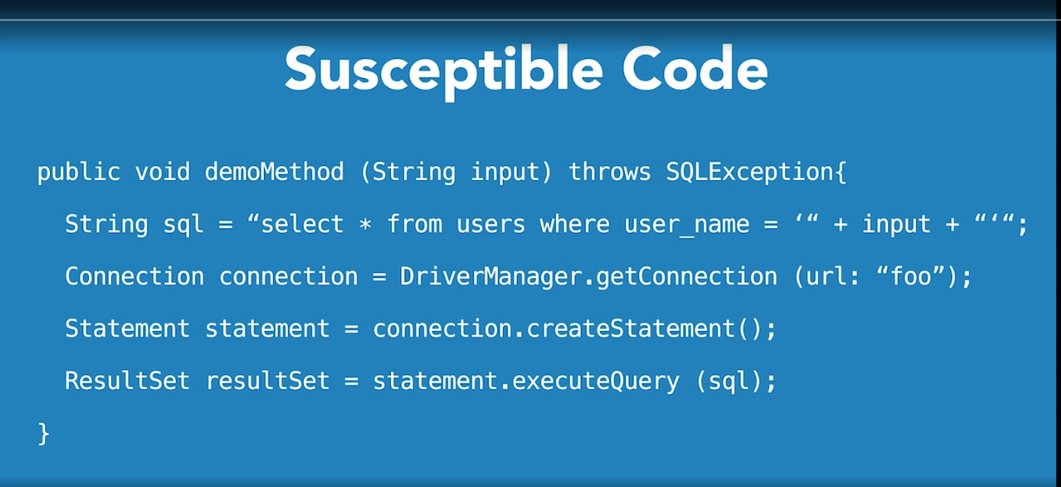 Susceptible Code
public void demoMethod (String input) throws SQLException{
String sql = “select * from users where user_name = ‘“ + input + “‘“;
Connection connection = DriverManager.getConnection (url: “foo”);
Statement statement = connection.createStatement();
ResultSet resultSet = statement.executeQuery (sql);
}